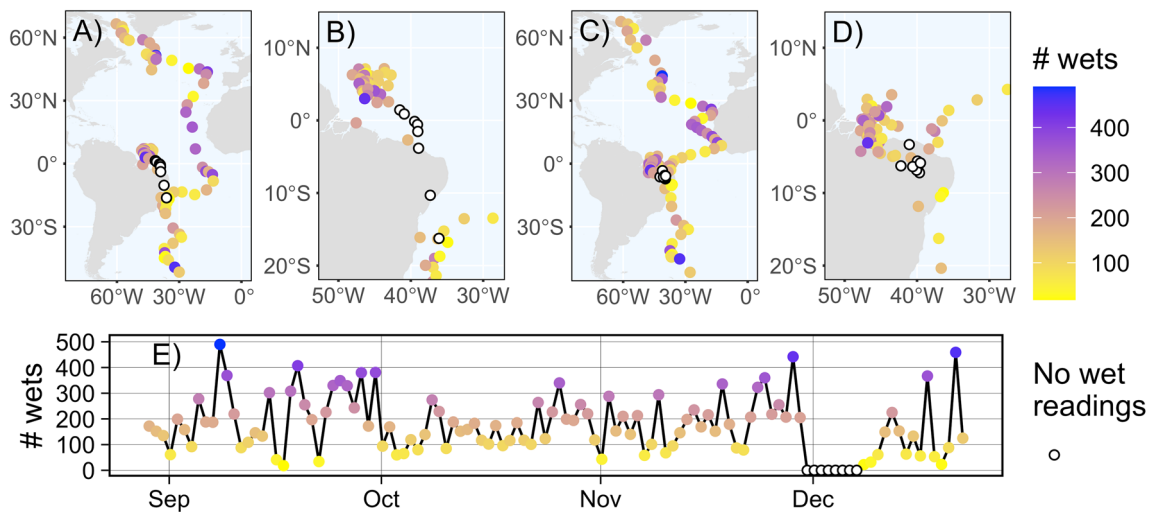 A)
60°N
30°N
0°
30°S
60°W 30°W 0°
B)
10°N
0°
10°S
20°S
50°W 40°W 30°W
C)
60°N
30°N
0°
30°S
60°W 30°W 0°
D)
10°N
0°
10°S
20°S
50°W 40°W 30°W
# wets
400
300
200
100
E)
# wets
500
400
300
200
100
0
Sep Oct Nov Dec
No wet
readings